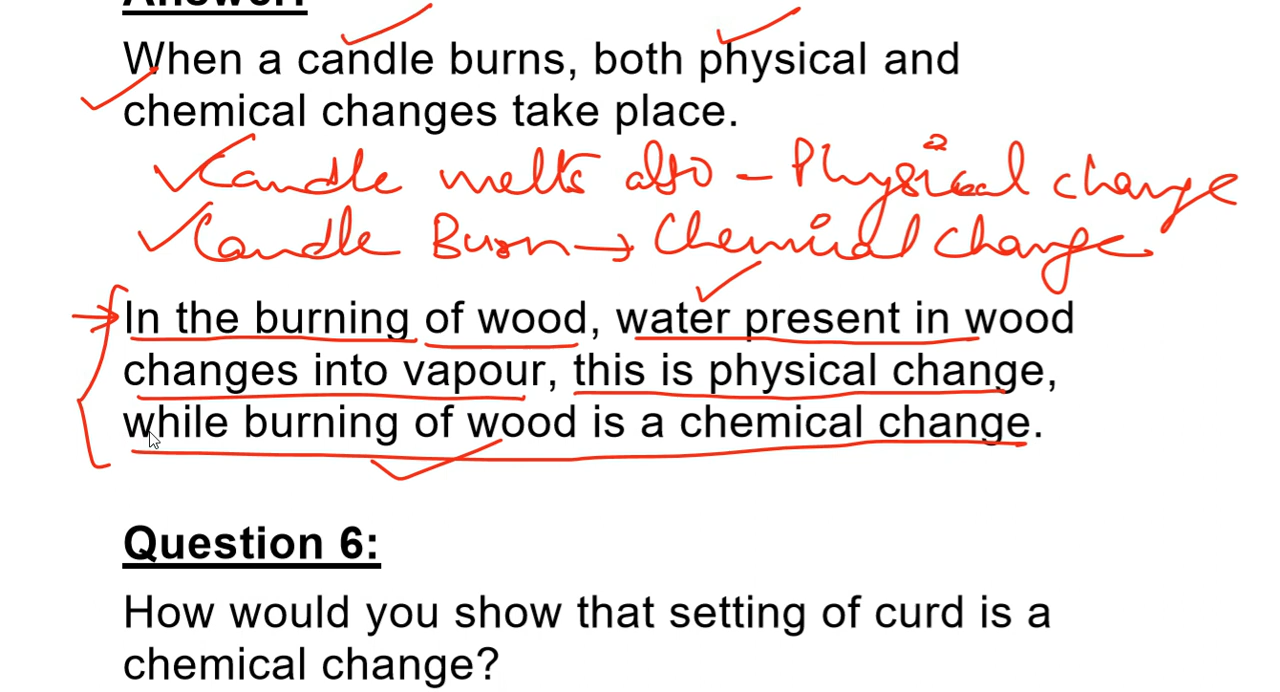 Answer:
When a candle burns, both physical and
chemical changes take place.
Candle melts also - Physical change
Candle Burn → Chemical change
In the burning of wood, water present in wood
changes into vapour, this is physical change,
while burning of wood is a chemical change.
Question 6:
How would you show that setting of curd is a
chemical change?